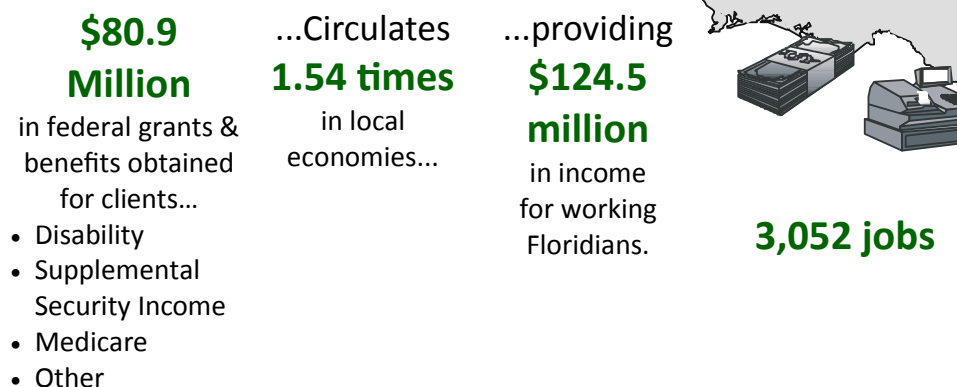 $80.9
Million
in federal grants &
benefits obtained
for clients...
• Disability
• Supplemental
Security Income
• Medicare
• Other
...Circulates
1.54 times
in local
economies...
...providing
$124.5
million
in income
for working
Floridians.
3,052 jobs